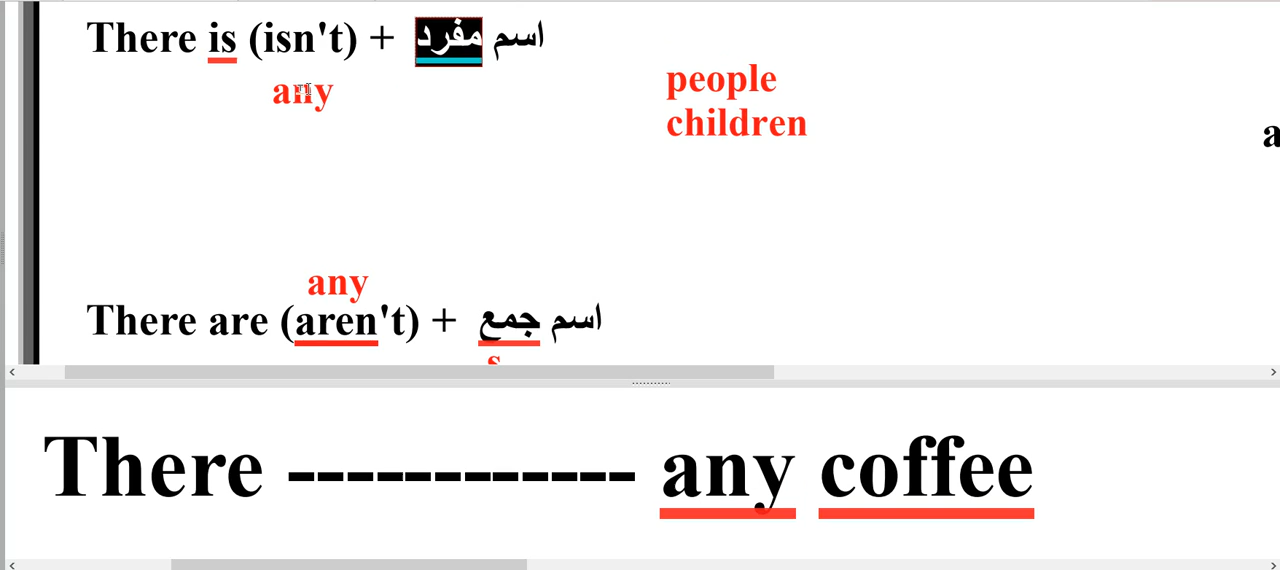 There is (isn't) + اسم مفرد
any
people
children
a
any
There are (aren't) + اسم جمع
s
There ------------ any coffee